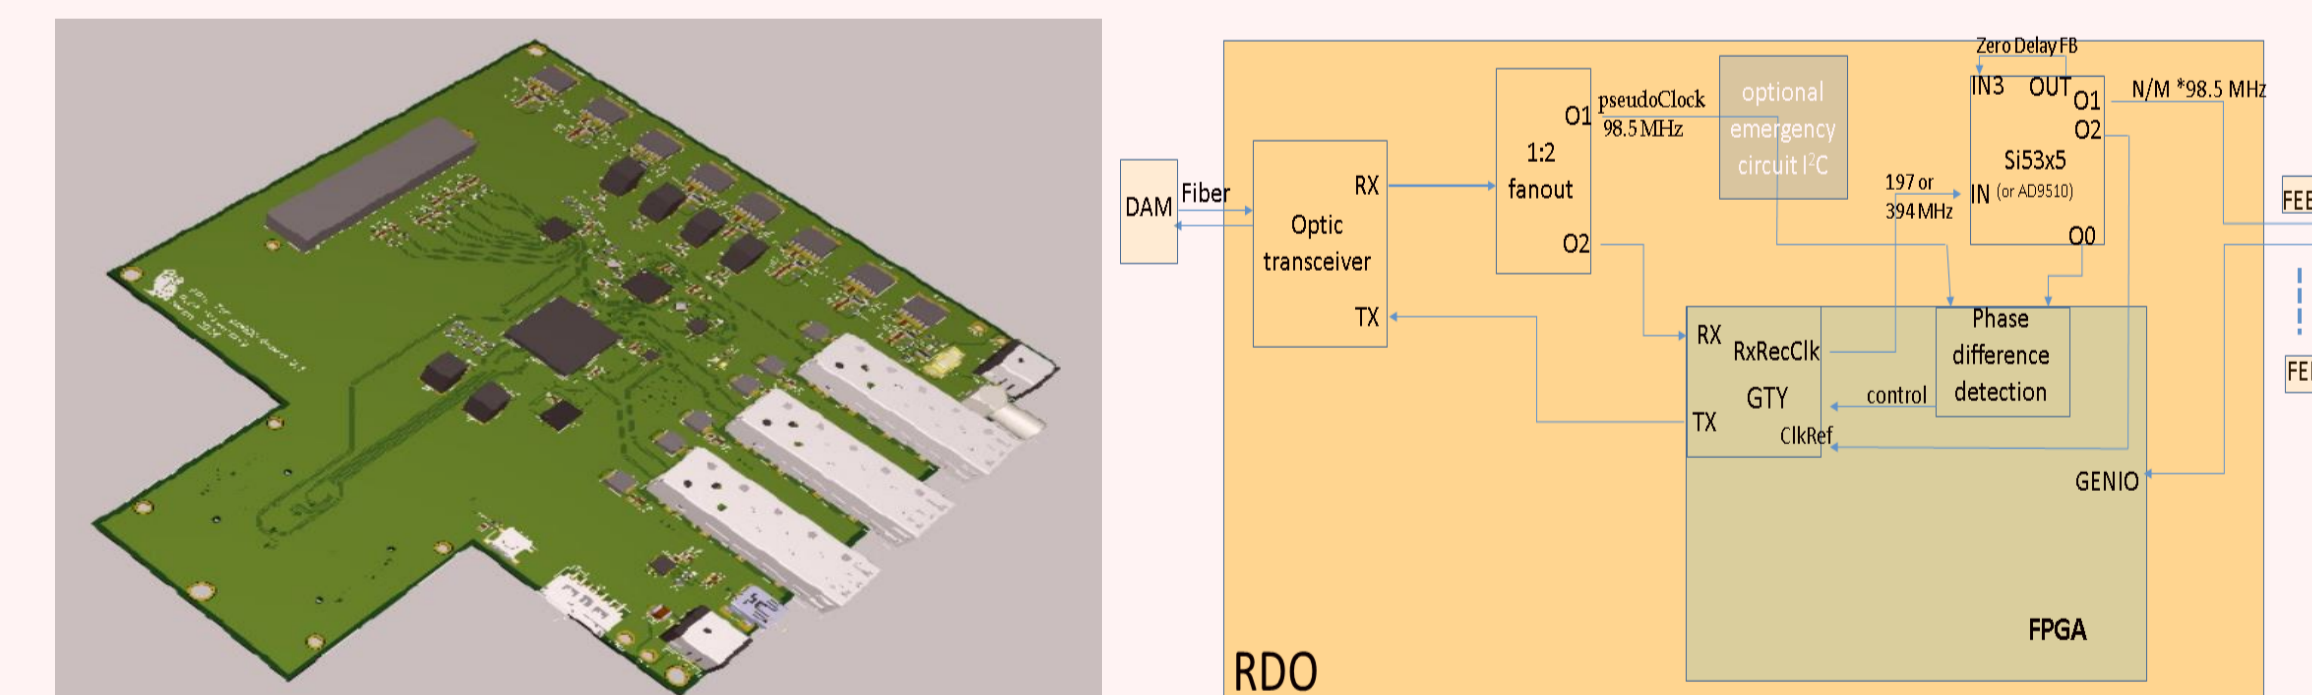 Zero Delay FB
IN3 OUT
O1
N/M *98.5 MHz
O2
Si53x5
IN (or AD9510)
O0
optional
emergency
circuit I²C
pseudoClock
98.5 MHz
O1
1:2
fanout
O2
197 or
394 MHz
DAM
Fiber
RX
Optic
transceiver
TX
FEE
RX
RxRecClk
GTY
TX
ClkRef
control
Phase
difference
detection
GENIO
FPGA
RDO